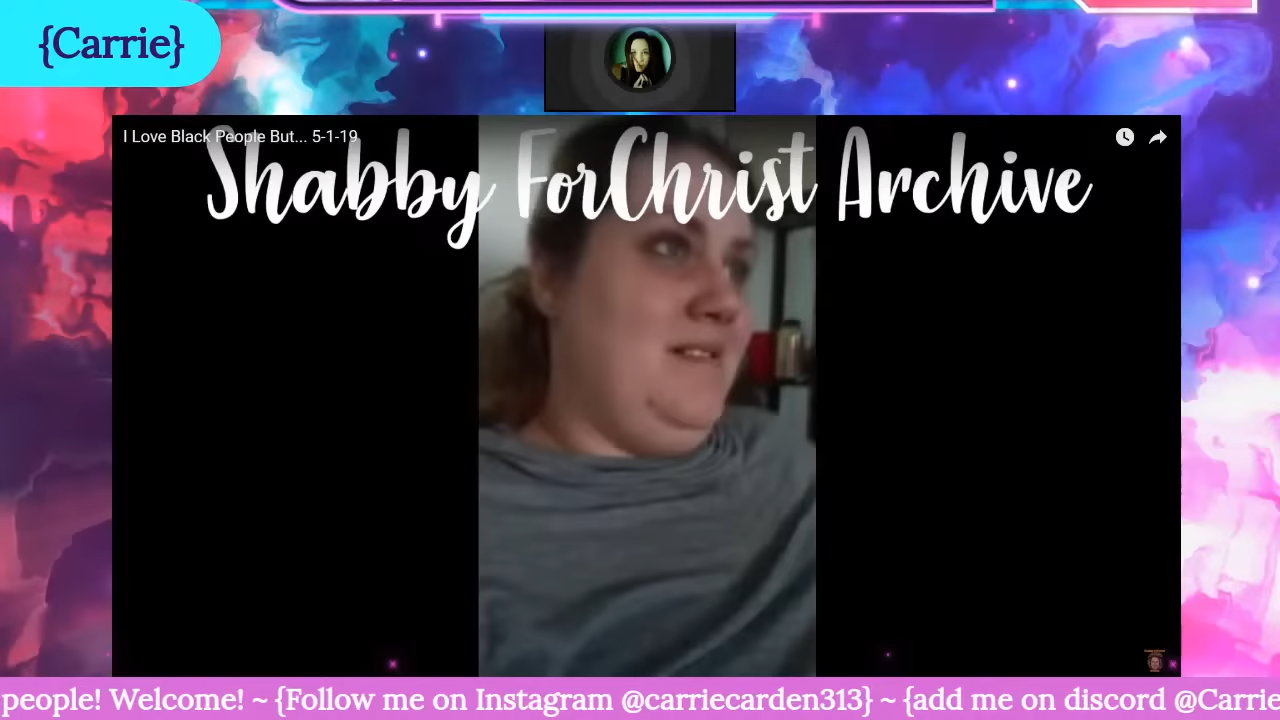 {Carrie}
I Love Black People But... 5-1-19
Shabby ForChrist Archive
people! Welcome! ~ {Follow me on Instagram @carriecarden313} ~ {add me on discord @Carrie